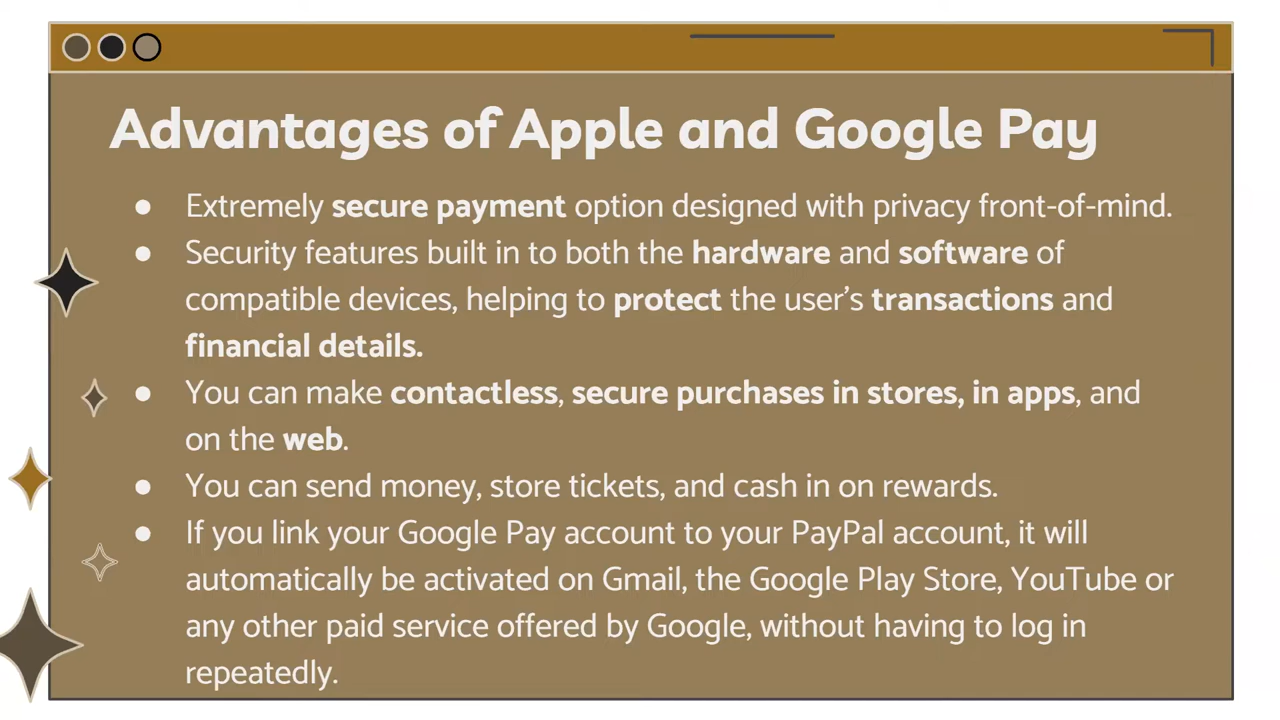 Advantages of Apple and Google Pay
● Extremely secure payment option designed with privacy front-of-mind.
● Security features built in to both the hardware and software of
compatible devices, helping to protect the user’s transactions and
financial details.
● You can make contactless, secure purchases in stores, in apps, and
on the web.
● You can send money, store tickets, and cash in on rewards.
● If you link your Google Pay account to your PayPal account, it will
automatically be activated on Gmail, the Google Play Store, YouTube or
any other paid service offered by Google, without having to log in
repeatedly.